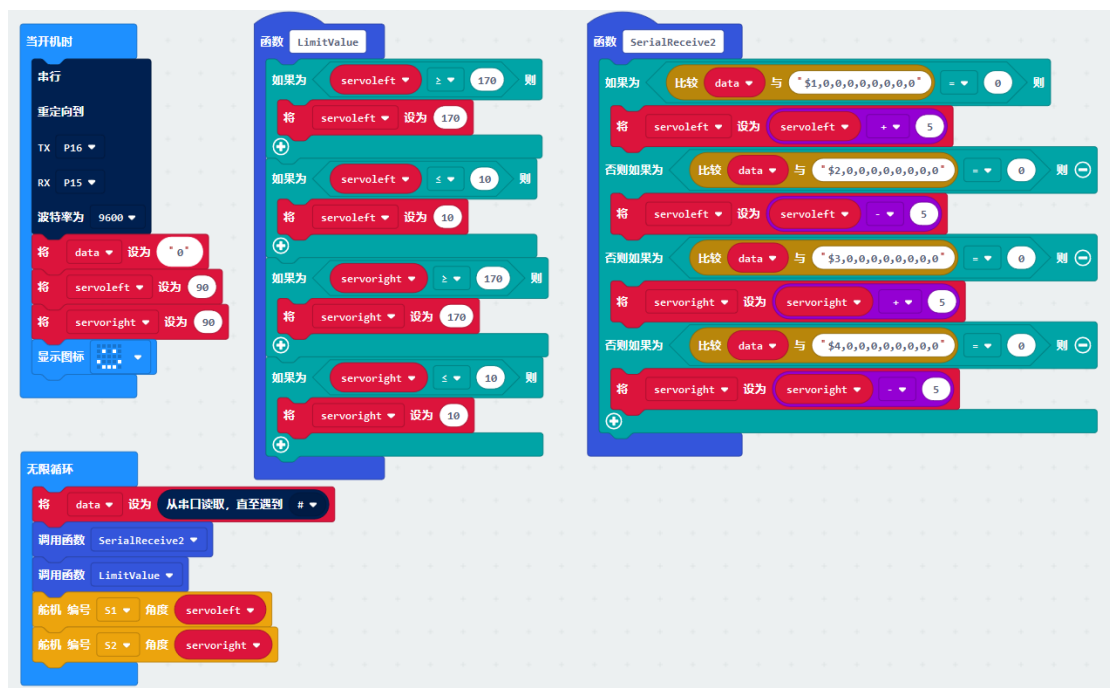 当开机时
串行
重定向到
TX P16
RX P15
波特率为 9600
将 data 设为 "0"
将 servoleft 设为 90
将 servoright 设为 90
显示图标
函数 LimitValue
如果为 servoleft ≥ 170 则
将 servoleft 设为 170
如果为 servoleft ≤ 10 则
将 servoleft 设为 10
如果为 servoright ≥ 170 则
将 servoright 设为 170
如果为 servoright ≤ 10 则
将 servoright 设为 10
函数 SerialReceive2
如果为 比较 data 与 "$1,0,0,0,0,0,0,0,0" = 0 则
将 servoleft 设为 servoleft + 5
否则如果为 比较 data 与 "$2,0,0,0,0,0,0,0,0" = 0 则
将 servoleft 设为 servoleft - 5
否则如果为 比较 data 与 "$3,0,0,0,0,0,0,0,0" = 0 则
将 servoright 设为 servoright + 5
否则如果为 比较 data 与 "$4,0,0,0,0,0,0,0,0" = 0 则
将 servoright 设为 servoright - 5
无限循环
将 data 设为 从串口读取，直至遇到 #
调用函数 SerialReceive2
调用函数 LimitValue
舵机 编号 S1 角度 servoleft
舵机 编号 S2 角度 servoright